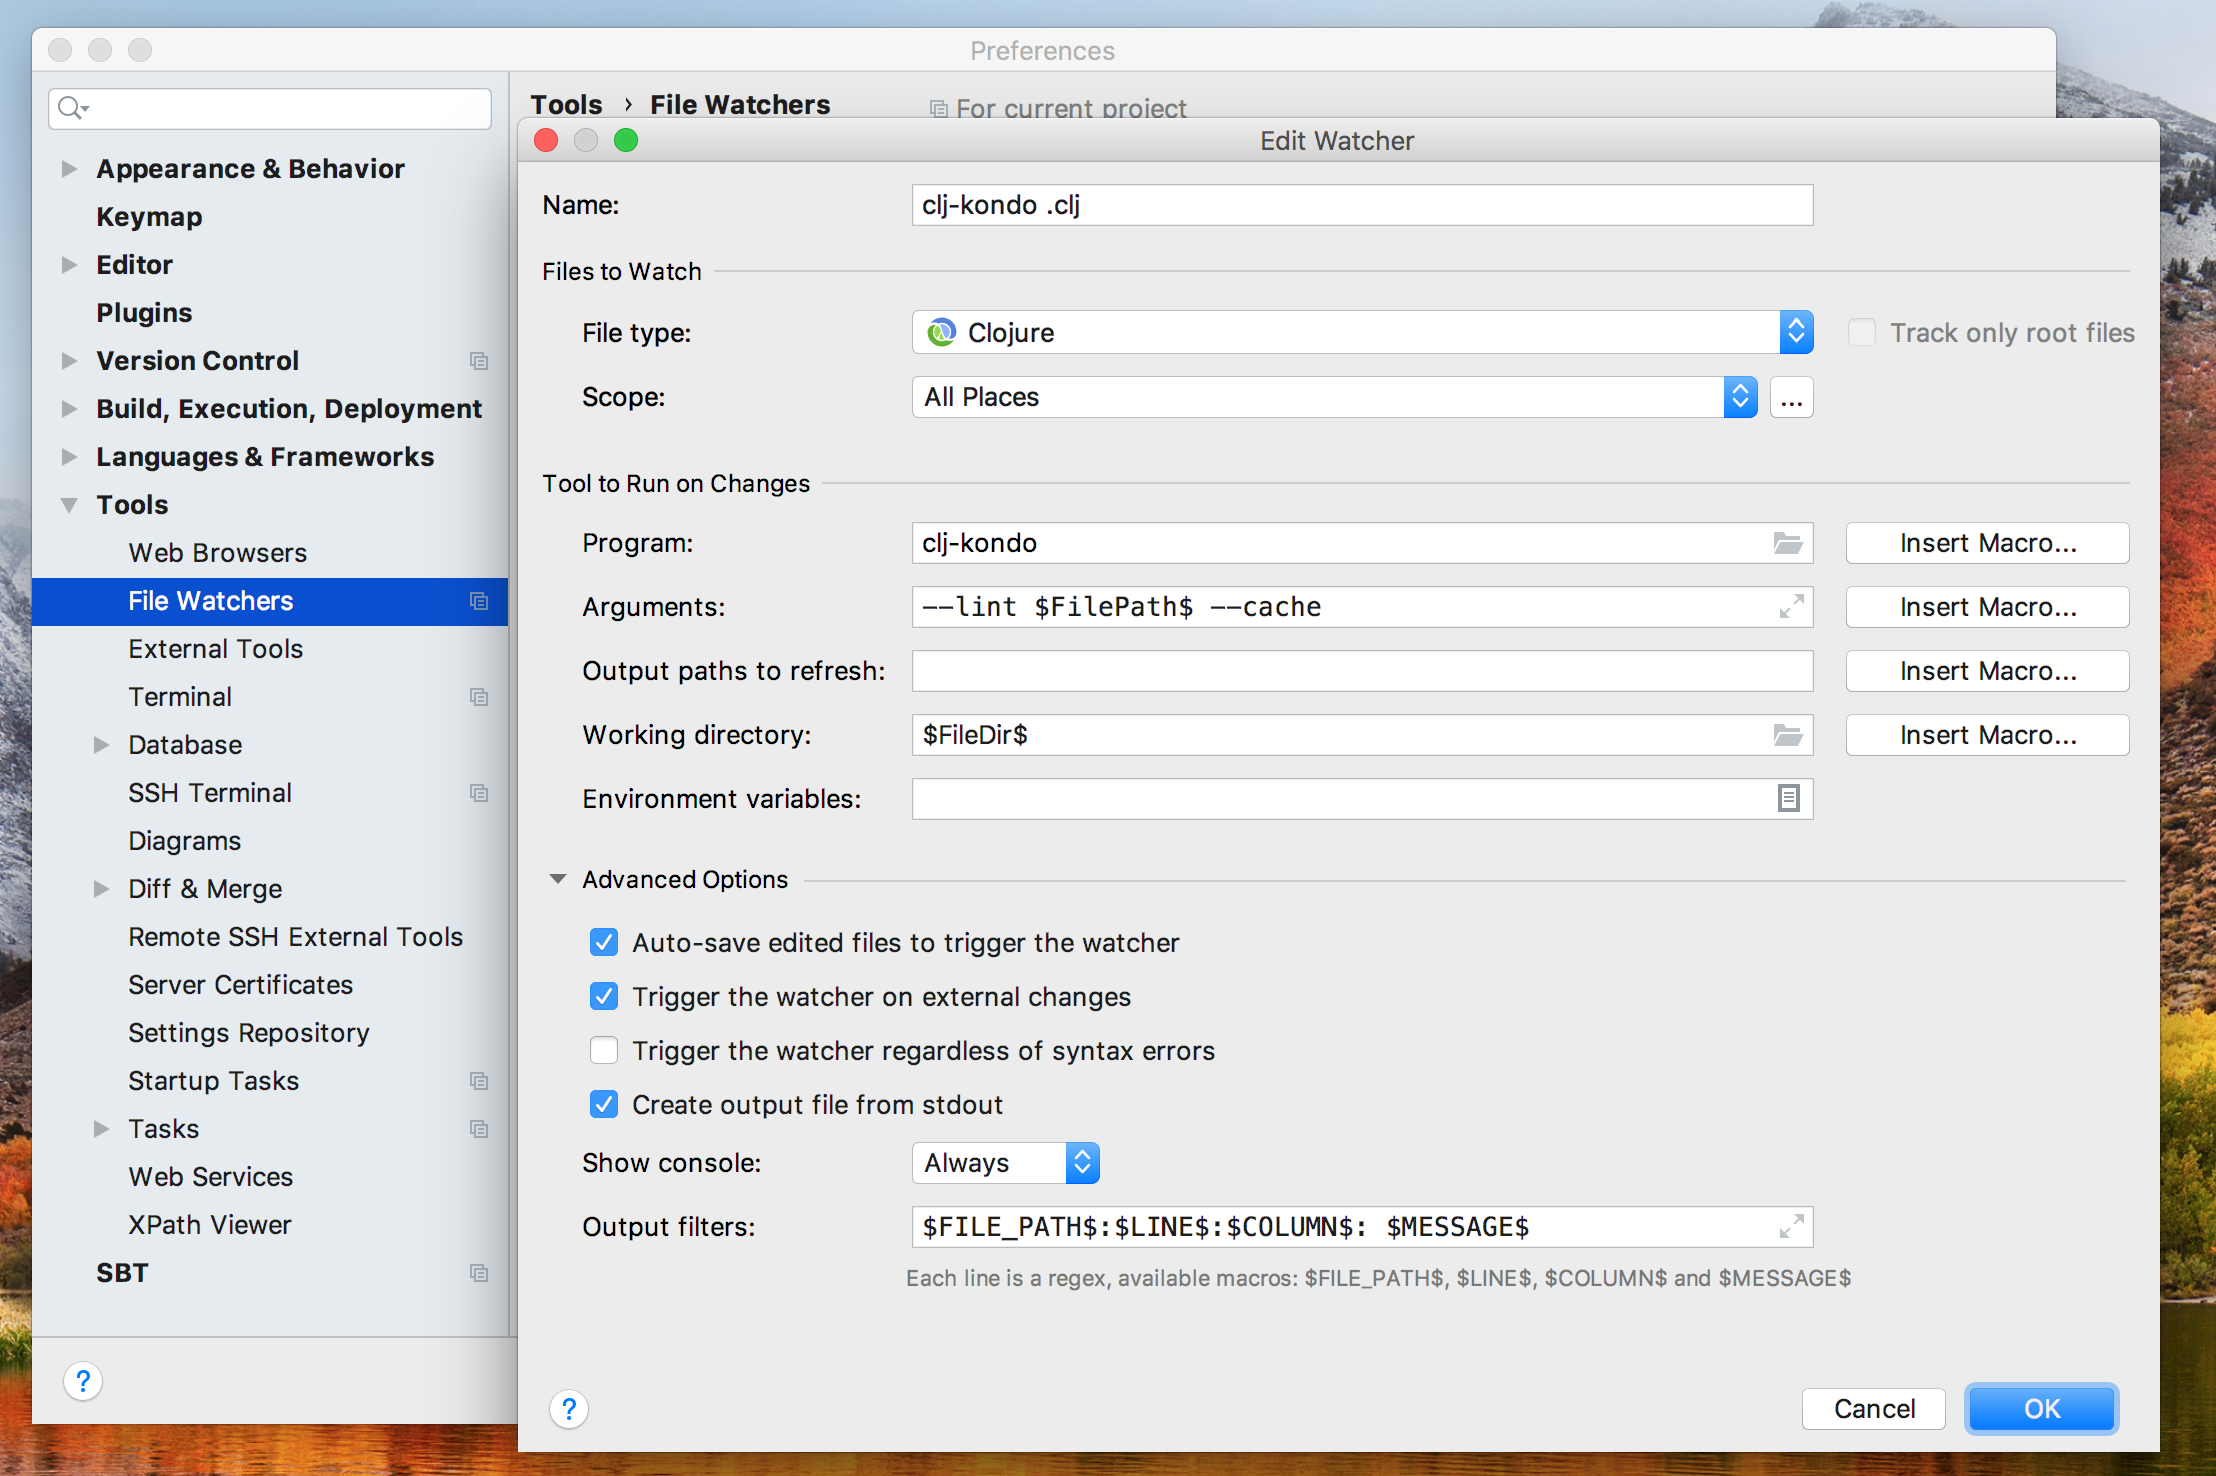 Preferences
Tools › File Watchers
For current project
Appearance & Behavior
Keymap
Editor
Plugins
Version Control
Build, Execution, Deployment
Languages & Frameworks
Tools
Web Browsers
File Watchers
External Tools
Terminal
Database
SSH Terminal
Diagrams
Diff & Merge
Remote SSH External Tools
Server Certificates
Settings Repository
Startup Tasks
Tasks
Web Services
XPath Viewer
SBT
?
Edit Watcher
Name: clj-kondo .clj
Files to Watch
File type: Clojure Track only root files
Scope: All Places ...
Tool to Run on Changes
Program: clj-kondo Insert Macro...
Arguments: --lint $FilePath$ --cache Insert Macro...
Output paths to refresh: Insert Macro...
Working directory: $FileDir$ Insert Macro...
Environment variables:
Advanced Options
Auto-save edited files to trigger the watcher
Trigger the watcher on external changes
Trigger the watcher regardless of syntax errors
Create output file from stdout
Show console: Always
Output filters: $FILE_PATH$:$LINE$:$COLUMN$: $MESSAGE$
Each line is a regex, available macros: $FILE_PATH$, $LINE$, $COLUMN$ and $MESSAGE$
?
Cancel OK